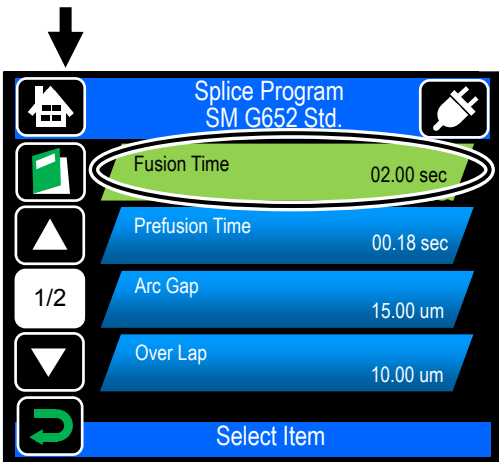 Splice Program
SM G652 Std.
Fusion Time
02.00 sec
Prefusion Time
00.18 sec
1/2
Arc Gap
15.00 um
Over Lap
10.00 um
Select Item